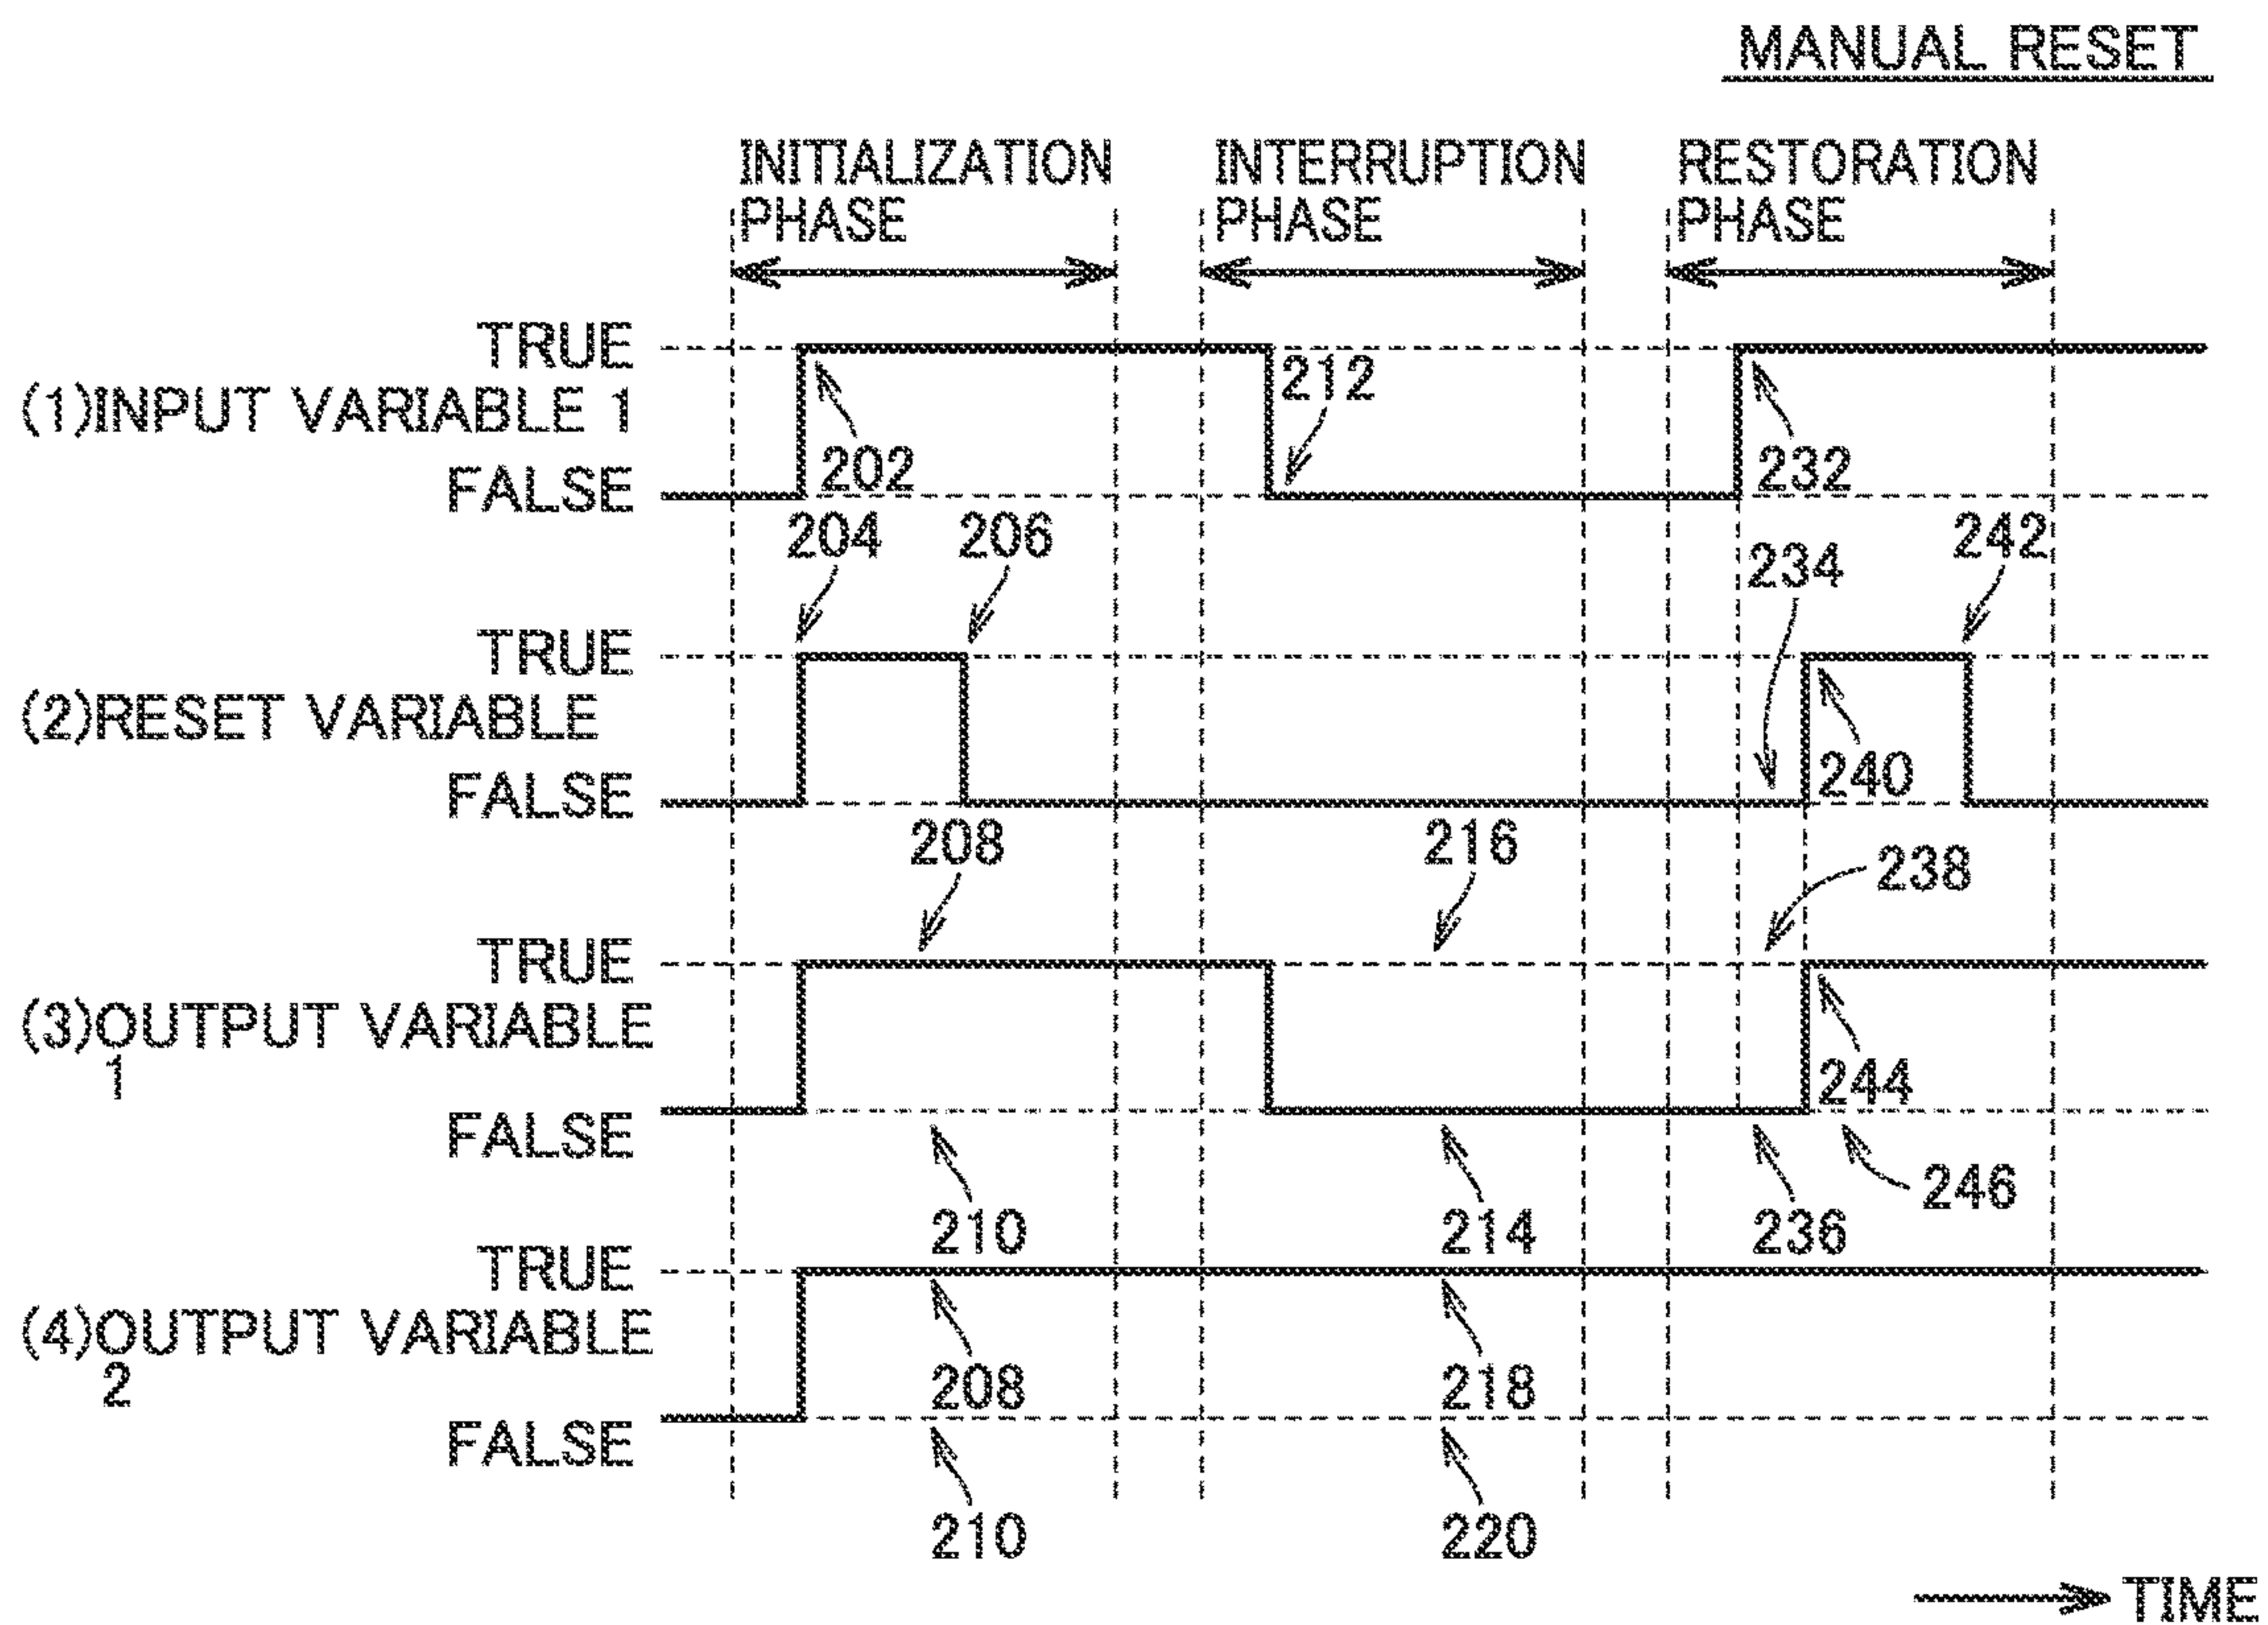 MANUAL RESET
INITIALIZATION PHASE
INTERRUPTION PHASE
RESTORATION PHASE
TRUE
(1)INPUT VARIABLE 1
FALSE
202
212
232
204
206
234
242
TRUE
(2)RESET VARIABLE
FALSE
240
208
216
238
TRUE
(3)OUTPUT VARIABLE
1
FALSE
244
246
210
214
236
TRUE
(4)OUTPUT VARIABLE
2
FALSE
208
218
210
220
TIME